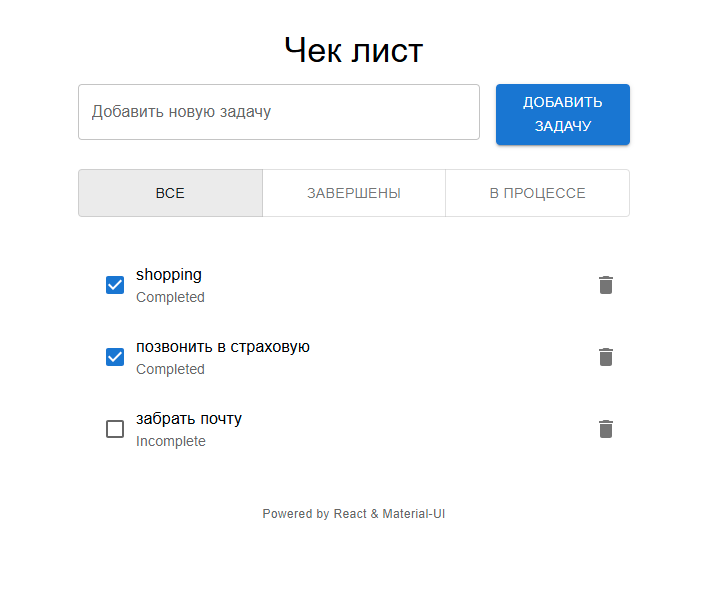 Чек лист
Добавить новую задачу
ДОБАВИТЬ
ЗАДАЧУ
ВСЕ
ЗАВЕРШЕНЫ
В ПРОЦЕССЕ
shopping
Completed
позвонить в страховую
Completed
забрать почту
Incomplete
Powered by React & Material-UI